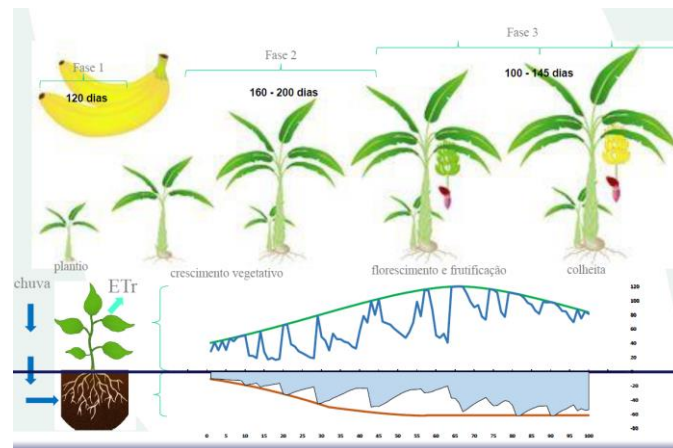 Fase 1
Fase 2
Fase 3
120 dias
160 - 200 dias
100 - 145 dias
plantio
crescimento vegetativo
florescimento e frutificação
colheita
chuva
ETr
120
100
80
60
40
20
0
-20
-40
-60
-80
0 5 10 15 20 25 30 35 40 45 50 55 60 65 70 75 80 85 90 95 100